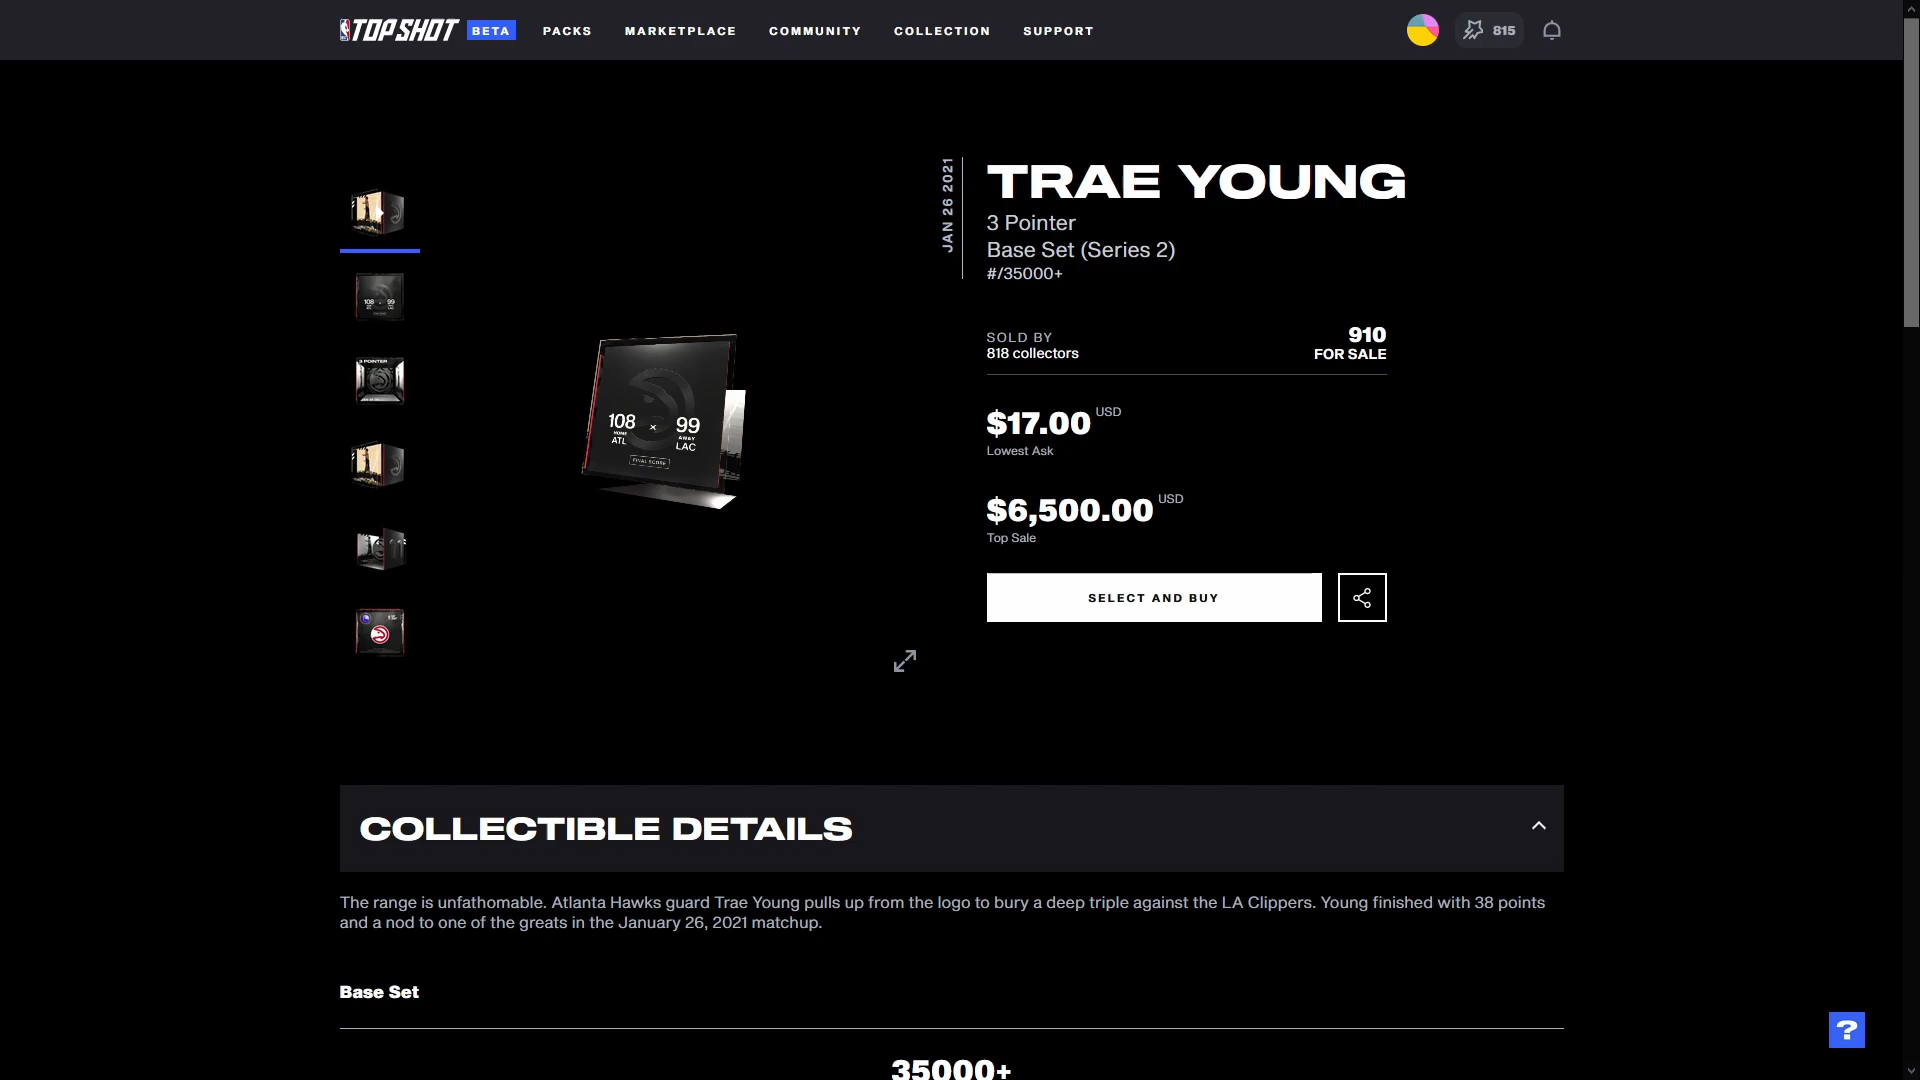 TOP SHOT BETA PACKS MARKETPLACE COMMUNITY COLLECTION SUPPORT 815
JAN 26 2021
TRAE YOUNG
3 Pointer
Base Set (Series 2)
#/35000+
SOLD BY
818 collectors
910
FOR SALE
$17.00 USD
Lowest Ask
$6,500.00 USD
Top Sale
SELECT AND BUY
108 99
3 POINTER
108 × 99
HOME AWAY
ATL LAC
FINAL SCORE
COLLECTIBLE DETAILS
The range is unfathomable. Atlanta Hawks guard Trae Young pulls up from the logo to bury a deep triple against the LA Clippers. Young finished with 38 points
and a nod to one of the greats in the January 26, 2021 matchup.
Base Set
35000+
?